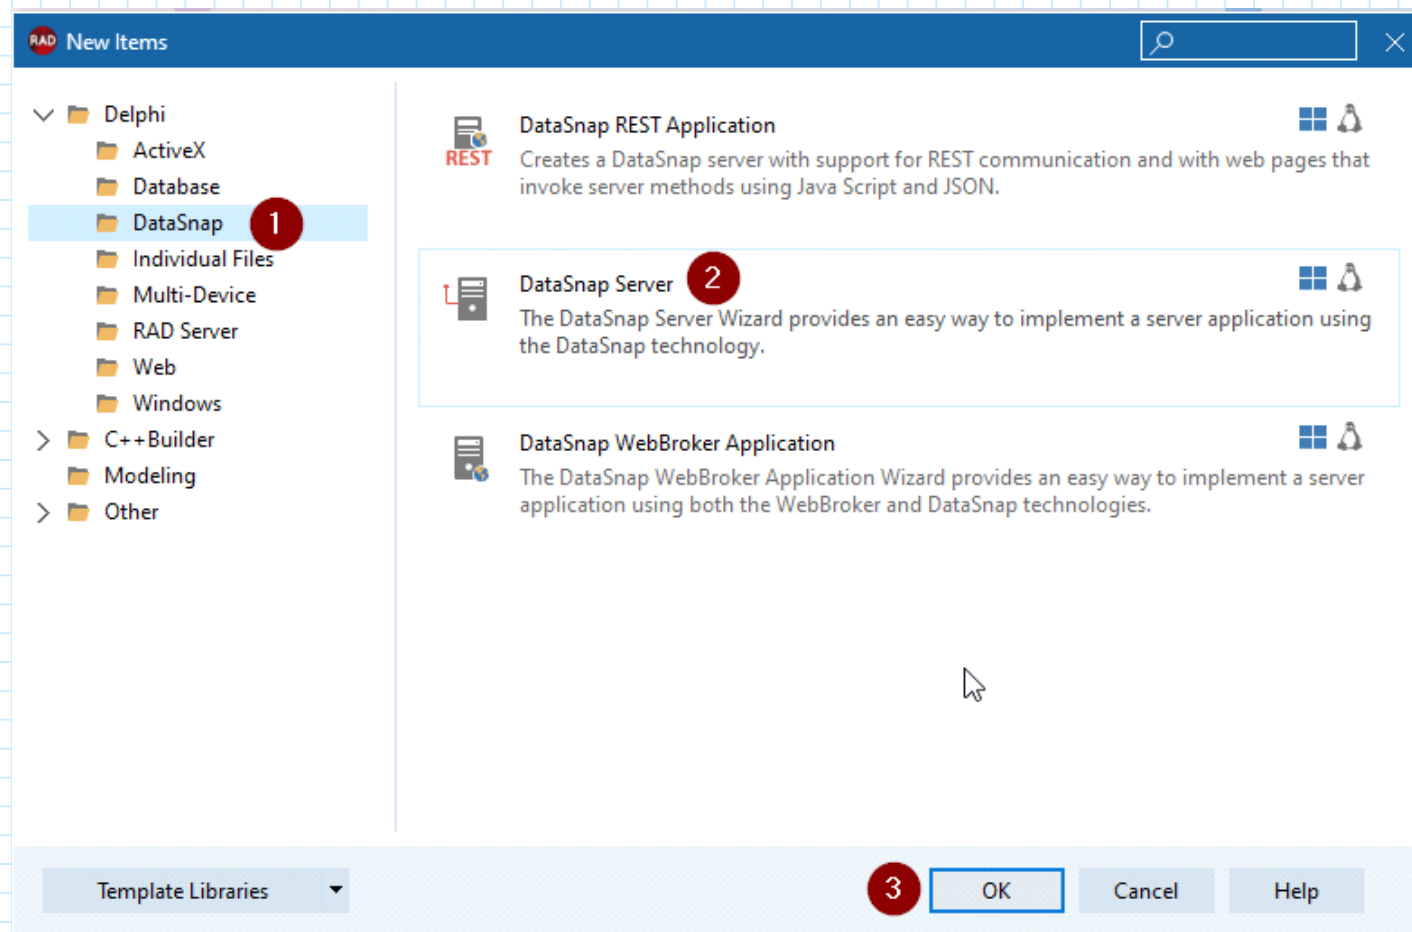 RAD New Items
Delphi
ActiveX
Database
DataSnap 1
Individual Files
Multi-Device
RAD Server
Web
Windows
C++Builder
Modeling
Other
REST
DataSnap REST Application
Creates a DataSnap server with support for REST communication and with web pages that
invoke server methods using Java Script and JSON.
DataSnap Server 2
The DataSnap Server Wizard provides an easy way to implement a server application using
the DataSnap technology.
DataSnap WebBroker Application
The DataSnap WebBroker Application Wizard provides an easy way to implement a server
application using both the WebBroker and DataSnap technologies.
Template Libraries
3 OK Cancel Help